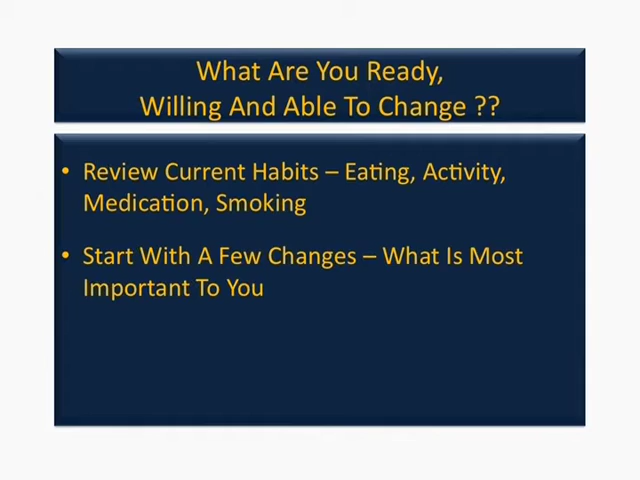 What Are You Ready,
Willing And Able To Change ??
• Review Current Habits – Eating, Activity,
Medication, Smoking
• Start With A Few Changes – What Is Most
Important To You